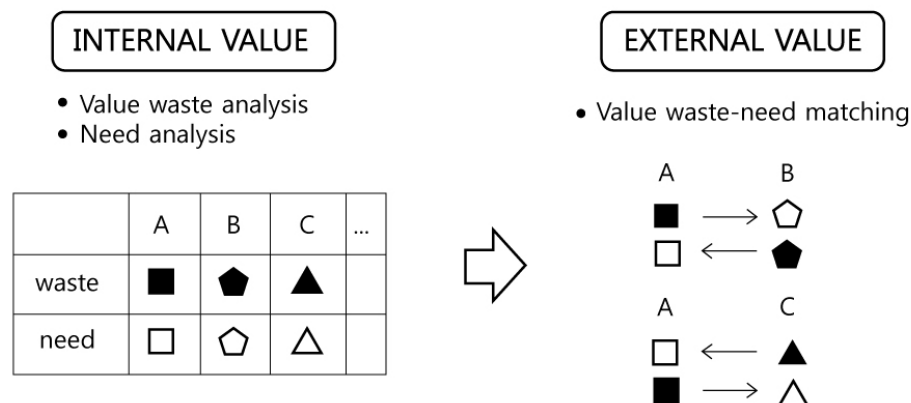 INTERNAL VALUE
• Value waste analysis
• Need analysis
A B C ...
waste
need
EXTERNAL VALUE
• Value waste-need matching
A B
A C